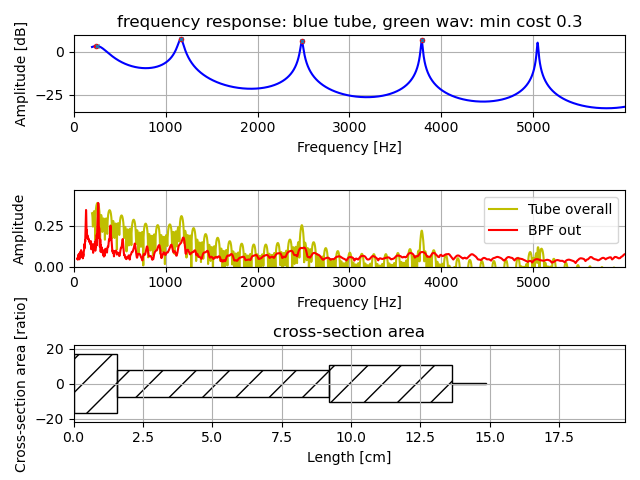 frequency response: blue tube, green wav: min cost 0.3
Amplitude [dB]
0
−25
0 1000 2000 3000 4000 5000
Frequency [Hz]
Amplitude
0.25
0.00
Tube overall
BPF out
0 1000 2000 3000 4000 5000
Frequency [Hz]
cross-section area
Cross-section area [ratio]
20
0
−20
0.0 2.5 5.0 7.5 10.0 12.5 15.0 17.5
Length [cm]